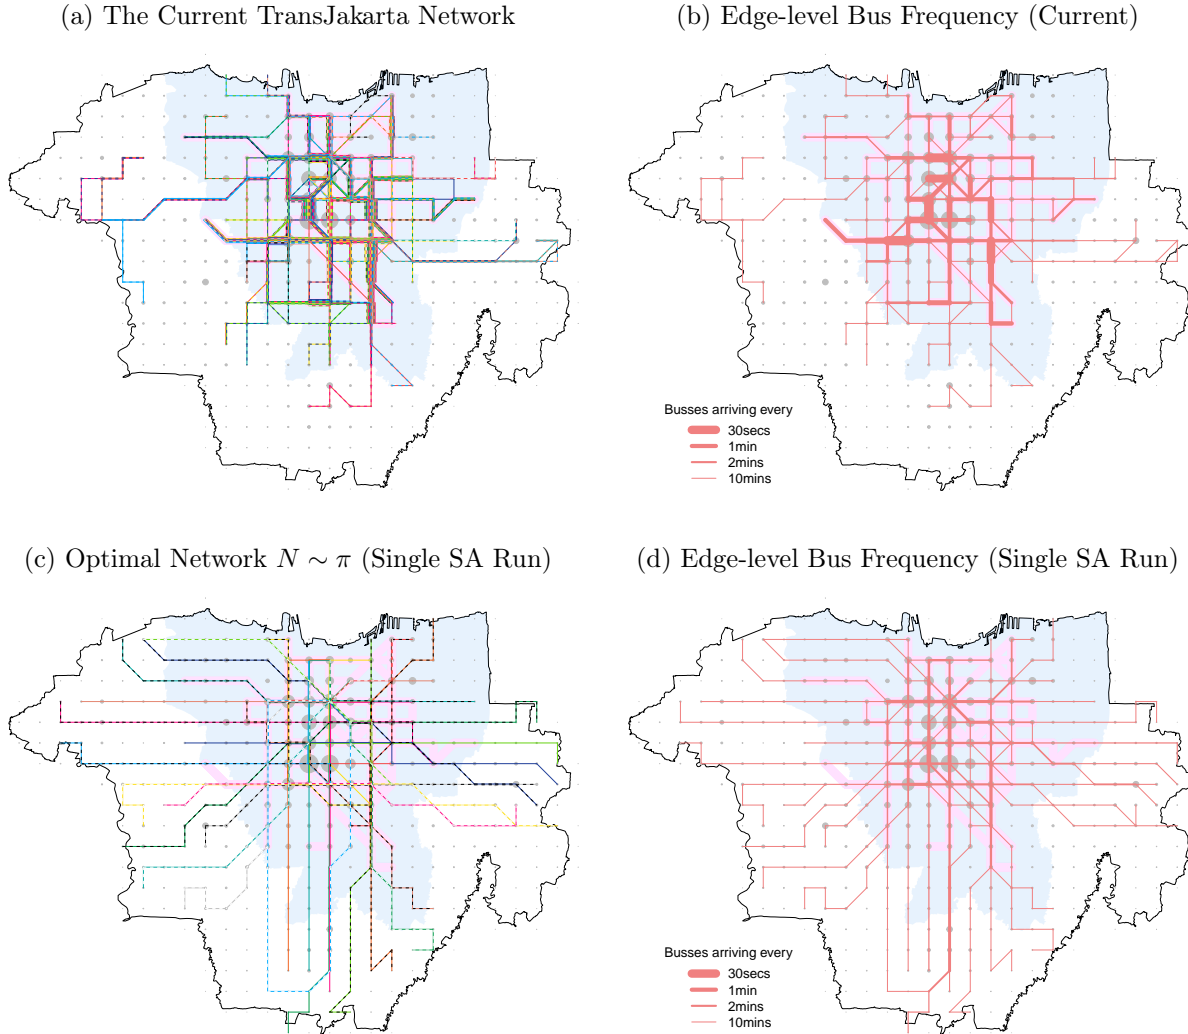 (a) The Current TransJakarta Network
(b) Edge-level Bus Frequency (Current)
Busses arriving every
30secs
1min
2mins
10mins
(c) Optimal Network N ∼ π (Single SA Run)
(d) Edge-level Bus Frequency (Single SA Run)
Busses arriving every
30secs
1min
2mins
10mins